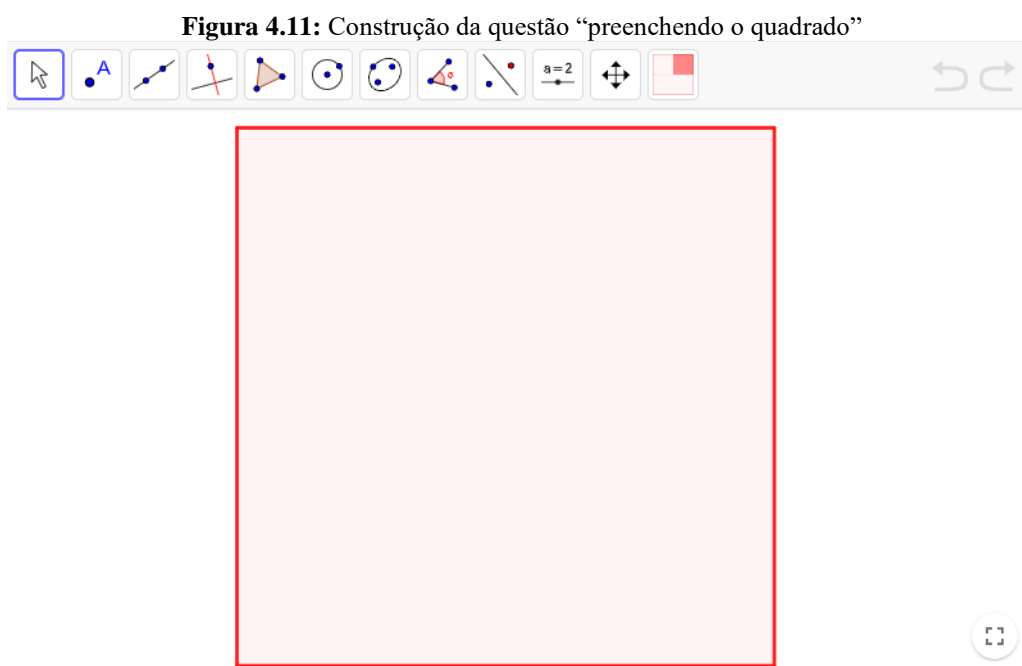 Figura 4.11: Construção da questão “preenchendo o quadrado”
A
α
a=2